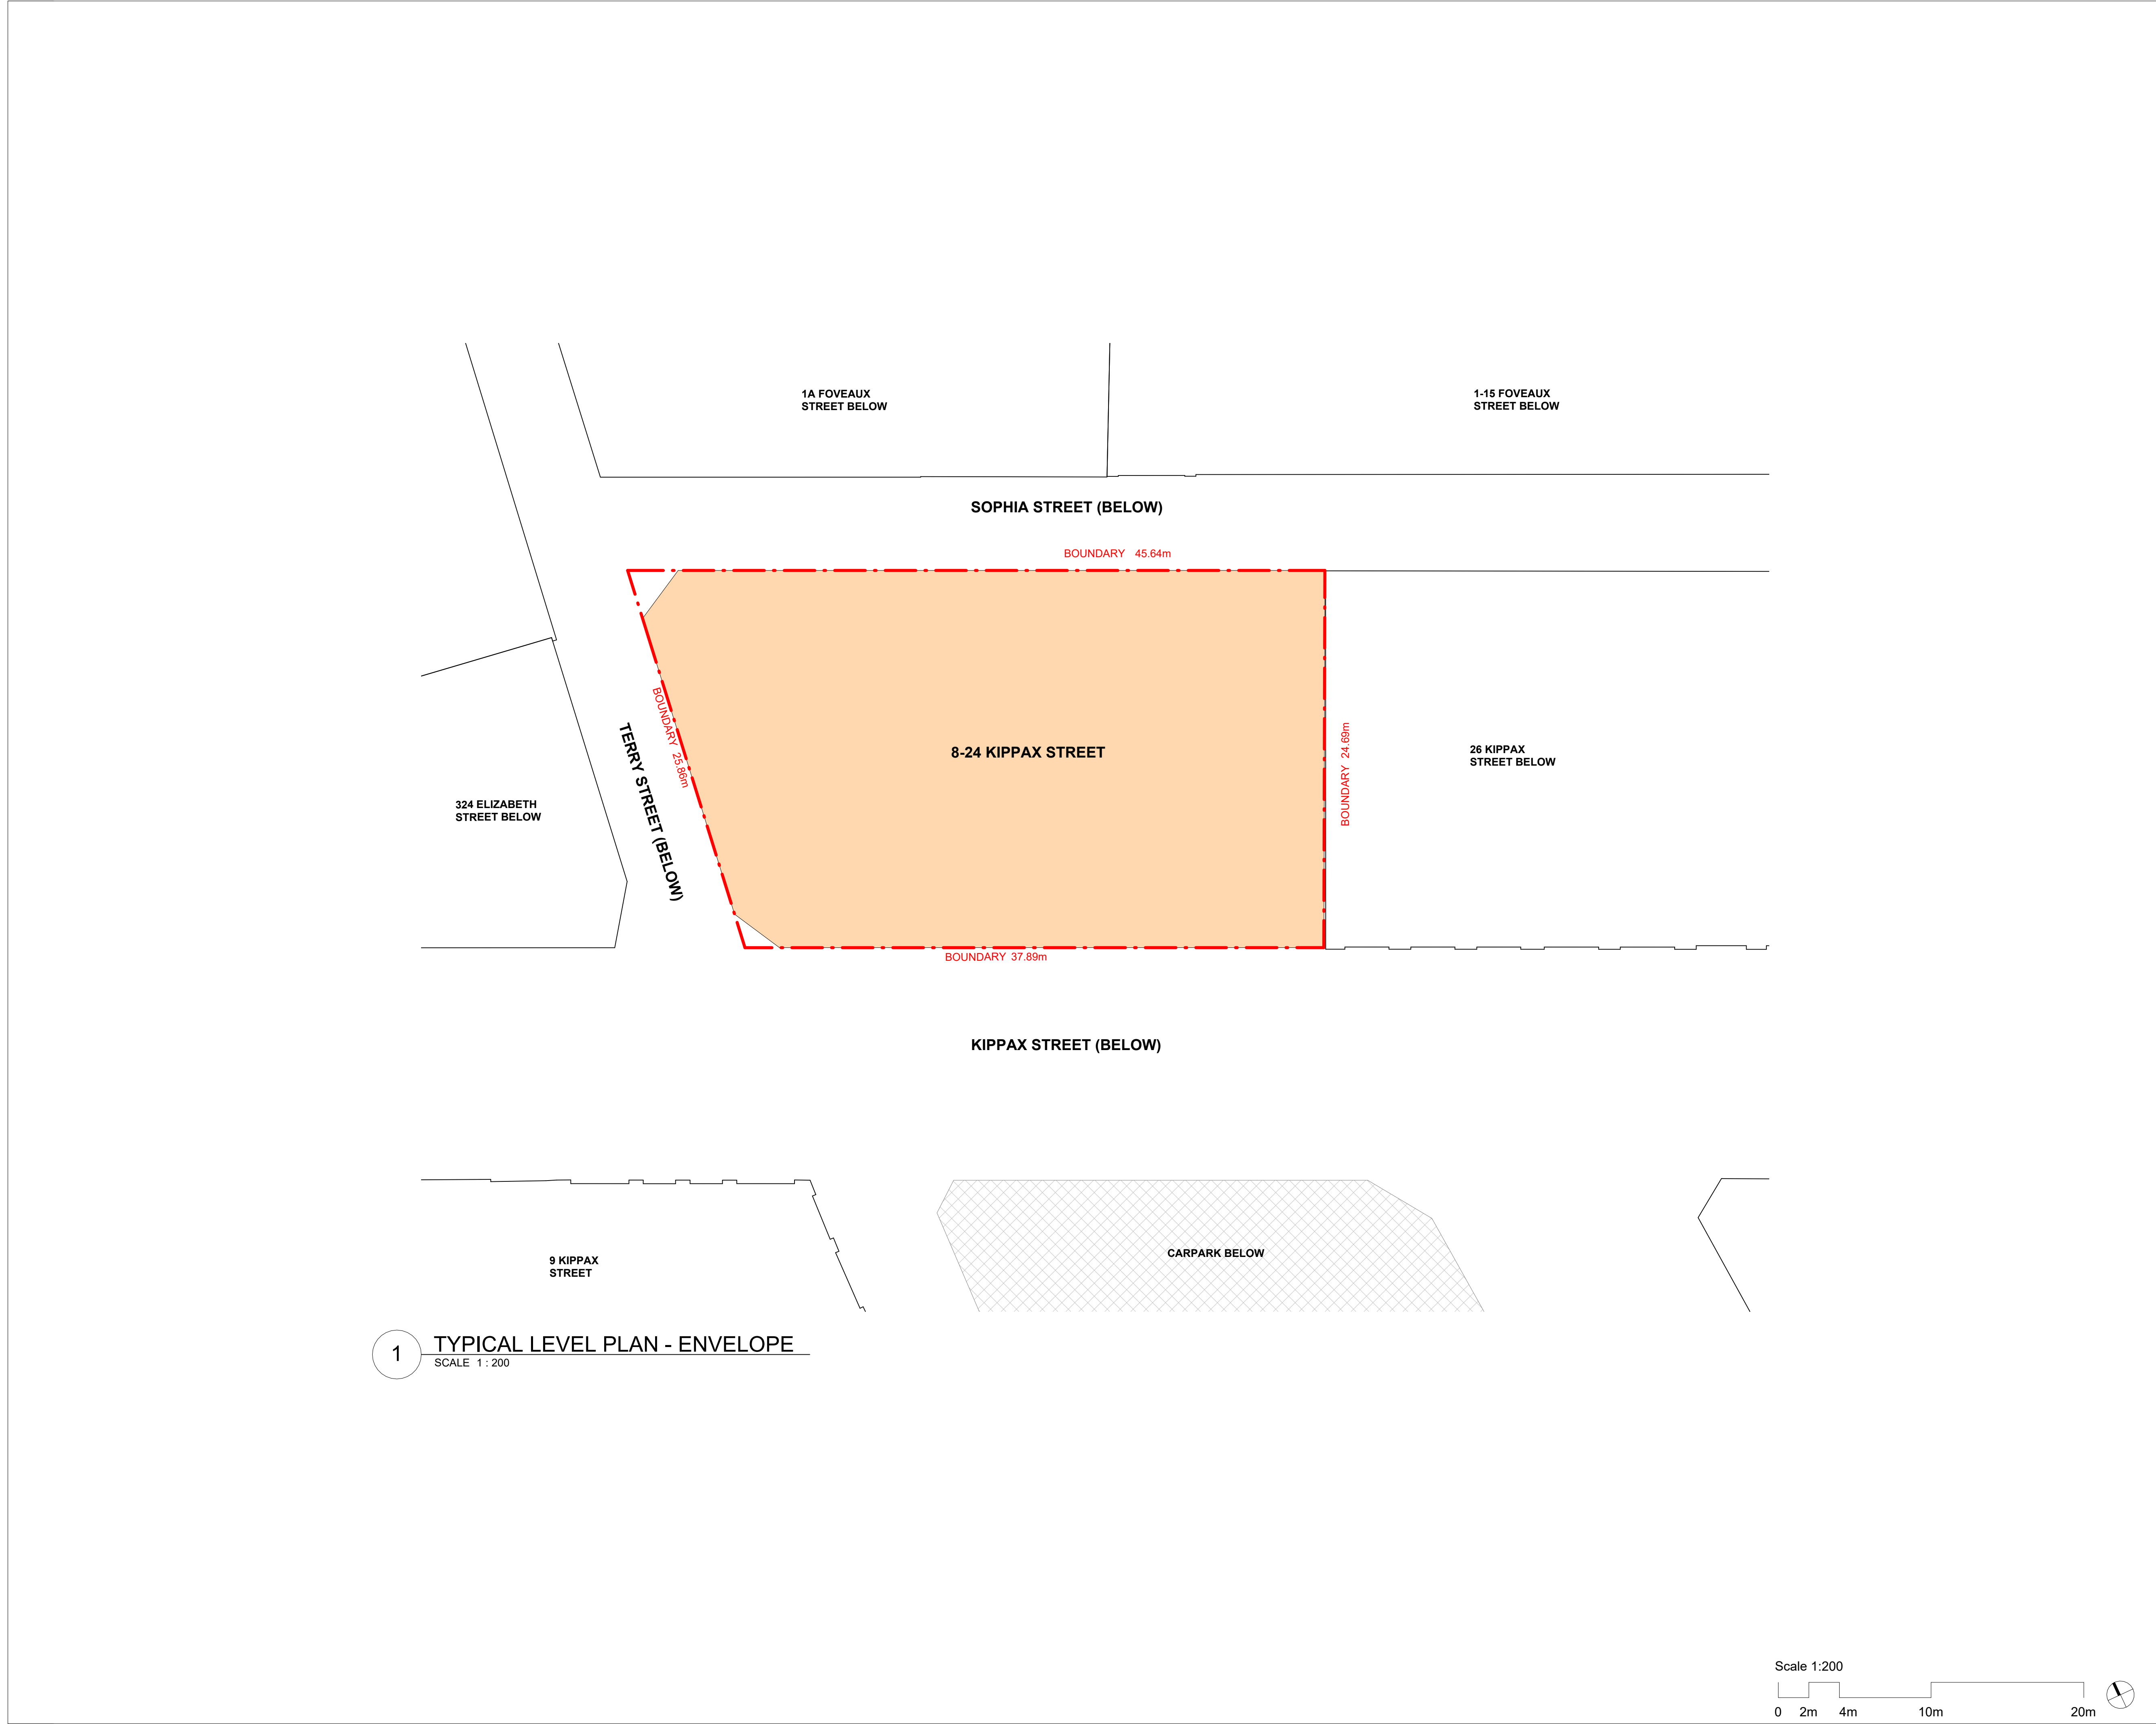 1A FOVEAUX
STREET BELOW
1-15 FOVEAUX
STREET BELOW
SOPHIA STREET (BELOW)
BOUNDARY 45.64m
BOUNDARY 25.86m
TERRY STREET (BELOW)
8-24 KIPPAX STREET
BOUNDARY 24.69m
26 KIPPAX
STREET BELOW
324 ELIZABETH
STREET BELOW
BOUNDARY 37.89m
KIPPAX STREET (BELOW)
9 KIPPAX
STREET
CARPARK BELOW
1
TYPICAL LEVEL PLAN - ENVELOPE
SCALE 1 : 200
Scale 1:200
0 2m 4m 10m 20m